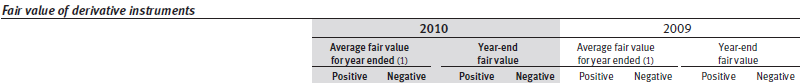 Fair value of derivative instruments
2010 2009
Average fair value Year-end Average fair value Year-end
for year ended (1) fair value for year ended (1) fair value
Positive Negative Positive Negative Positive Negative Positive Negative